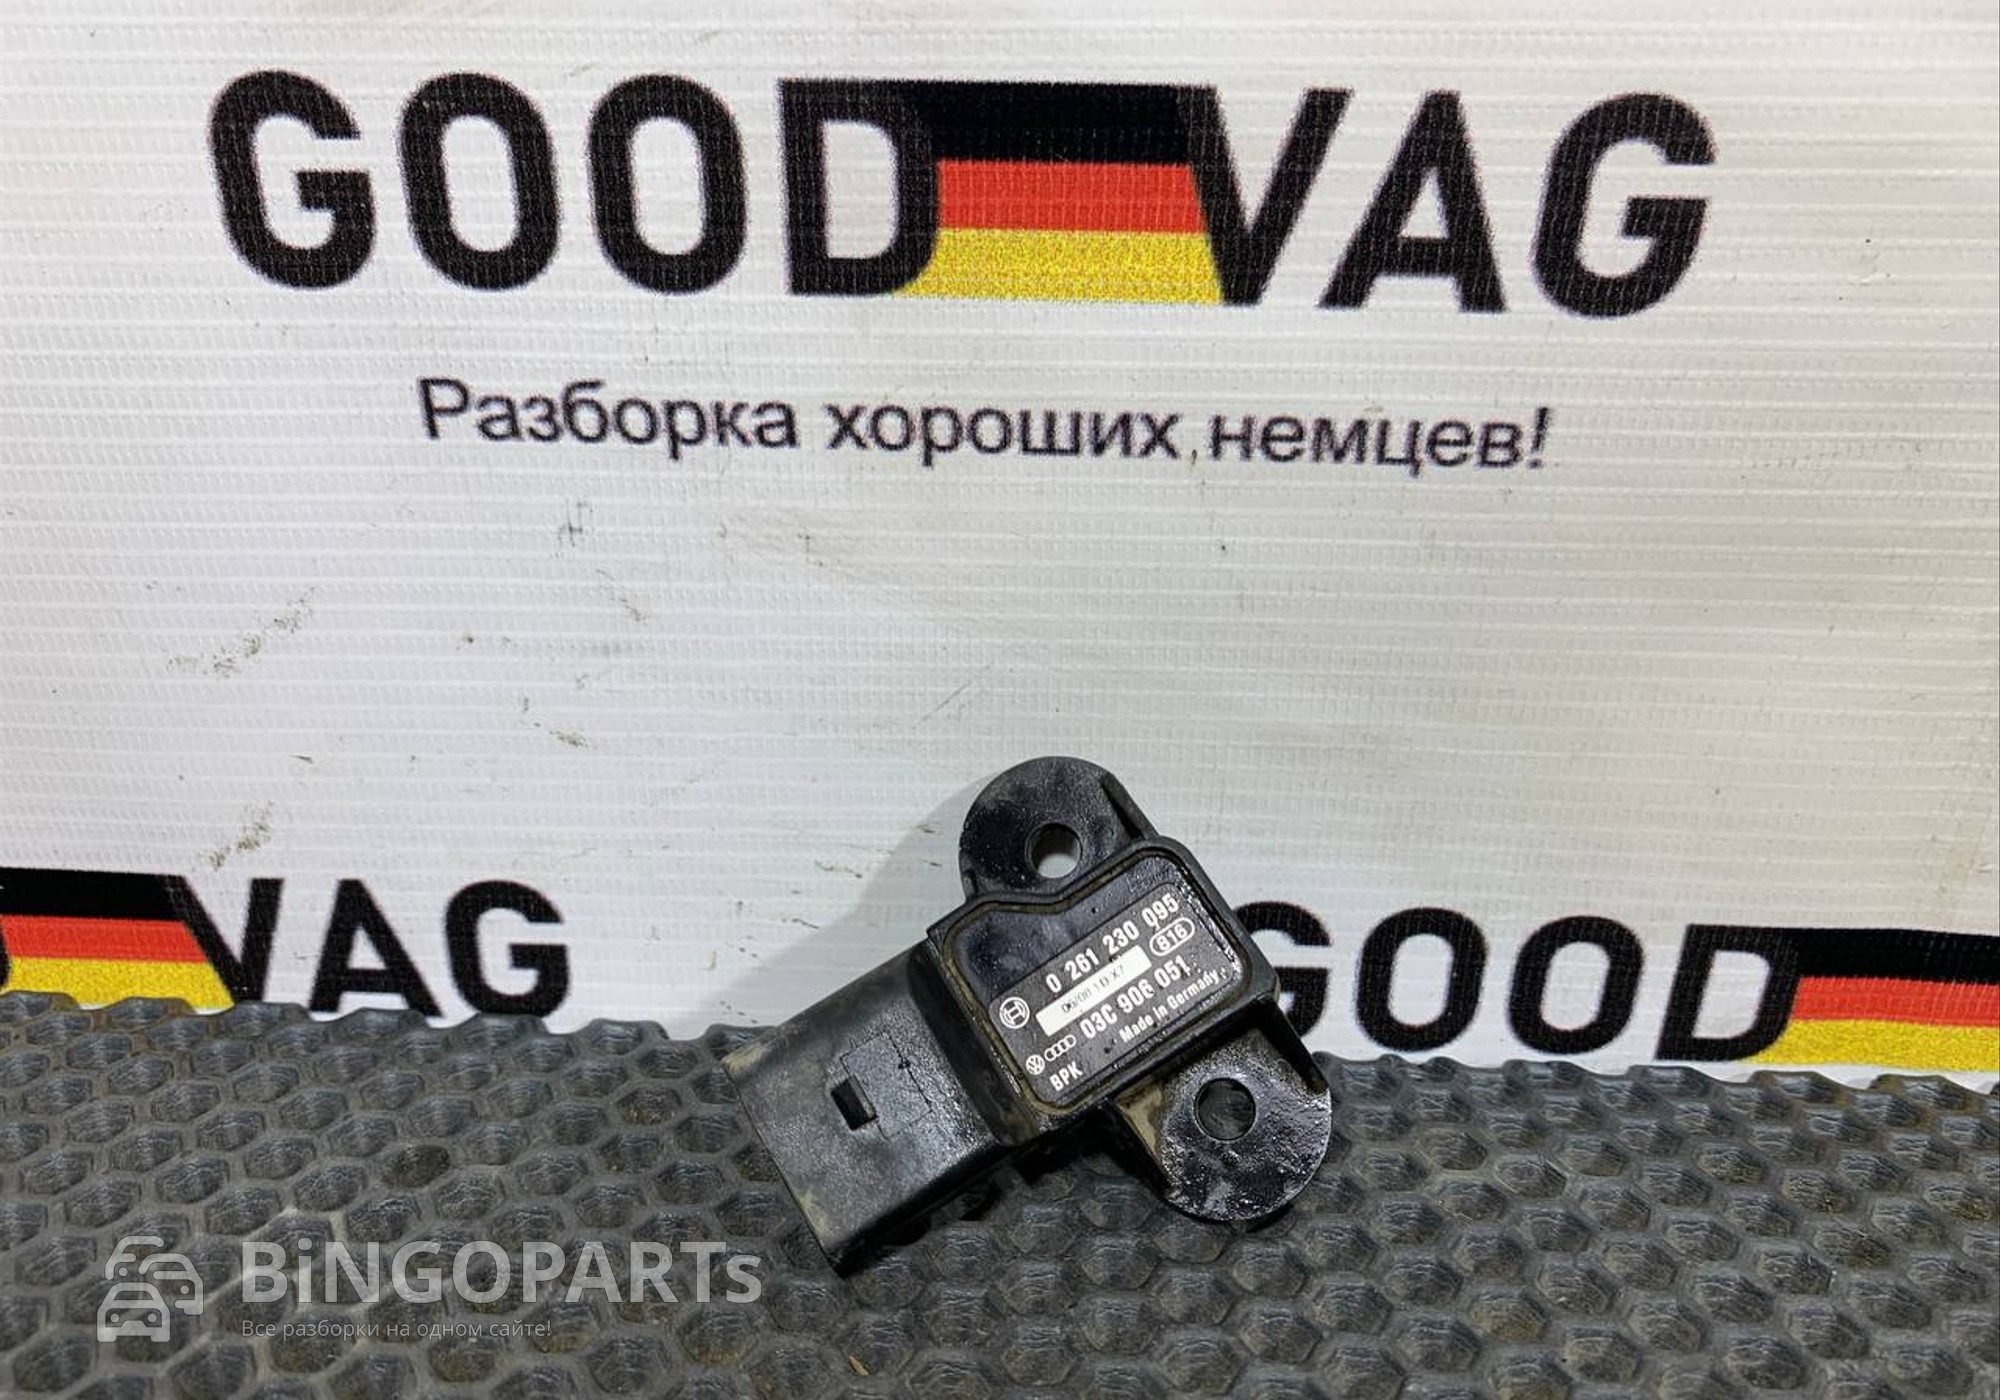 GOOD VAG
Разборка хороших немцев!
VAG
GOOD
0 261 230 095
816
03C 906 051
Made in Germany
BPK
BiNGOPARTs
Все разборки на одном сайте!